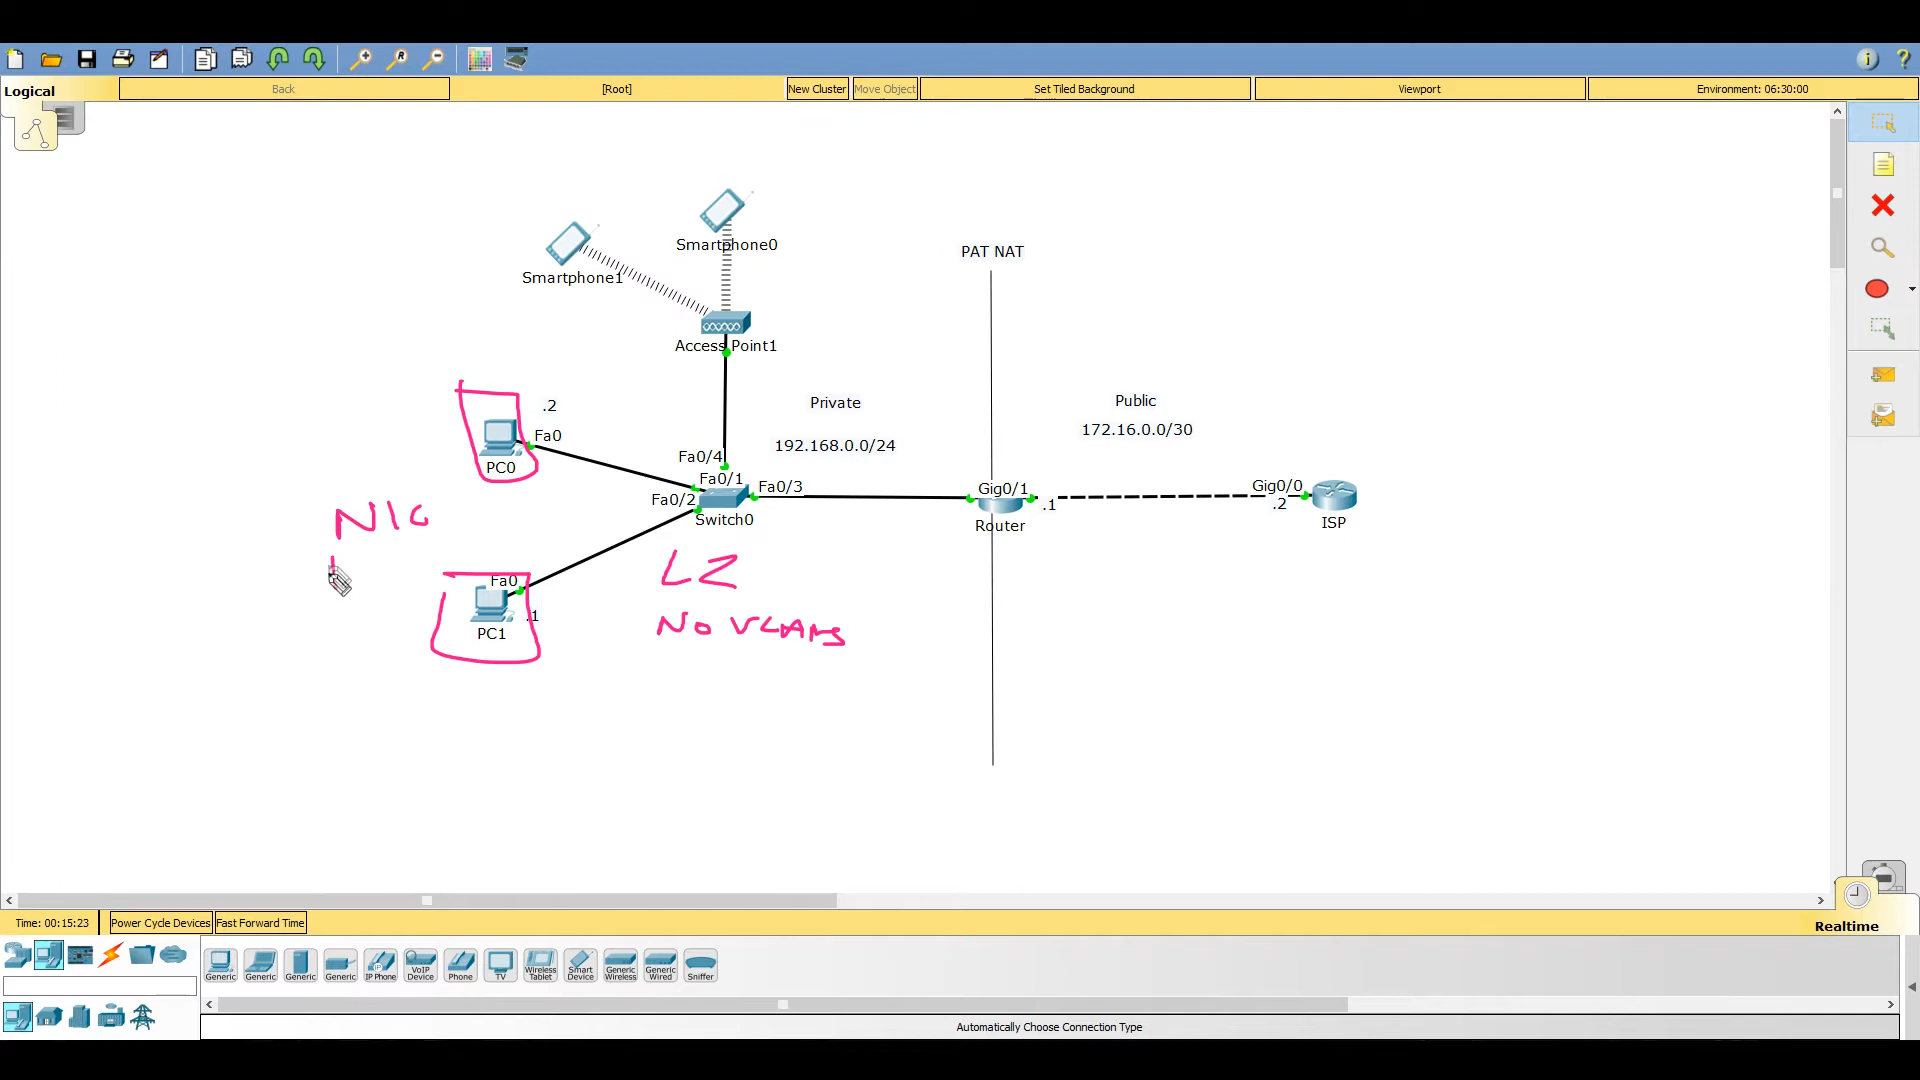 Logical
Back
[Root]
New Cluster
Move Object
Set Tiled Background
Viewport
Environment: 06:30:00
Smartphone0
Smartphone1
PAT NAT
Access Point1
.2
Private
Public
Fa0
192.168.0.0/24
172.16.0.0/30
PC0
Fa0/4
Fa0/1
Fa0/3
Fa0/2
Gig0/1
Gig0/0
.1
.2
Switch0
Router
ISP
NIC
L2
Fa0
.1
PC1
No VLANs
Time: 00:15:23
Power Cycle Devices
Fast Forward Time
Realtime
Generic
Generic
Generic
Generic
IP Phone
VoIP Device
Phone
TV
Wireless Tablet
Smart Device
Generic Wireless
Generic Wired
Sniffer
Automatically Choose Connection Type